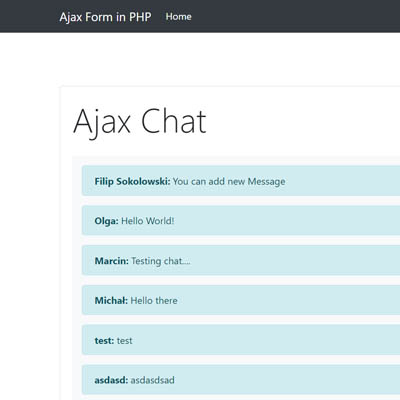 Ajax Form in PHP Home
Ajax Chat
Filip Sokolowski: You can add new Message
Olga: Hello World!
Marcin: Testing chat....
Michał: Hello there
test: test
asdasd: asdasdsad